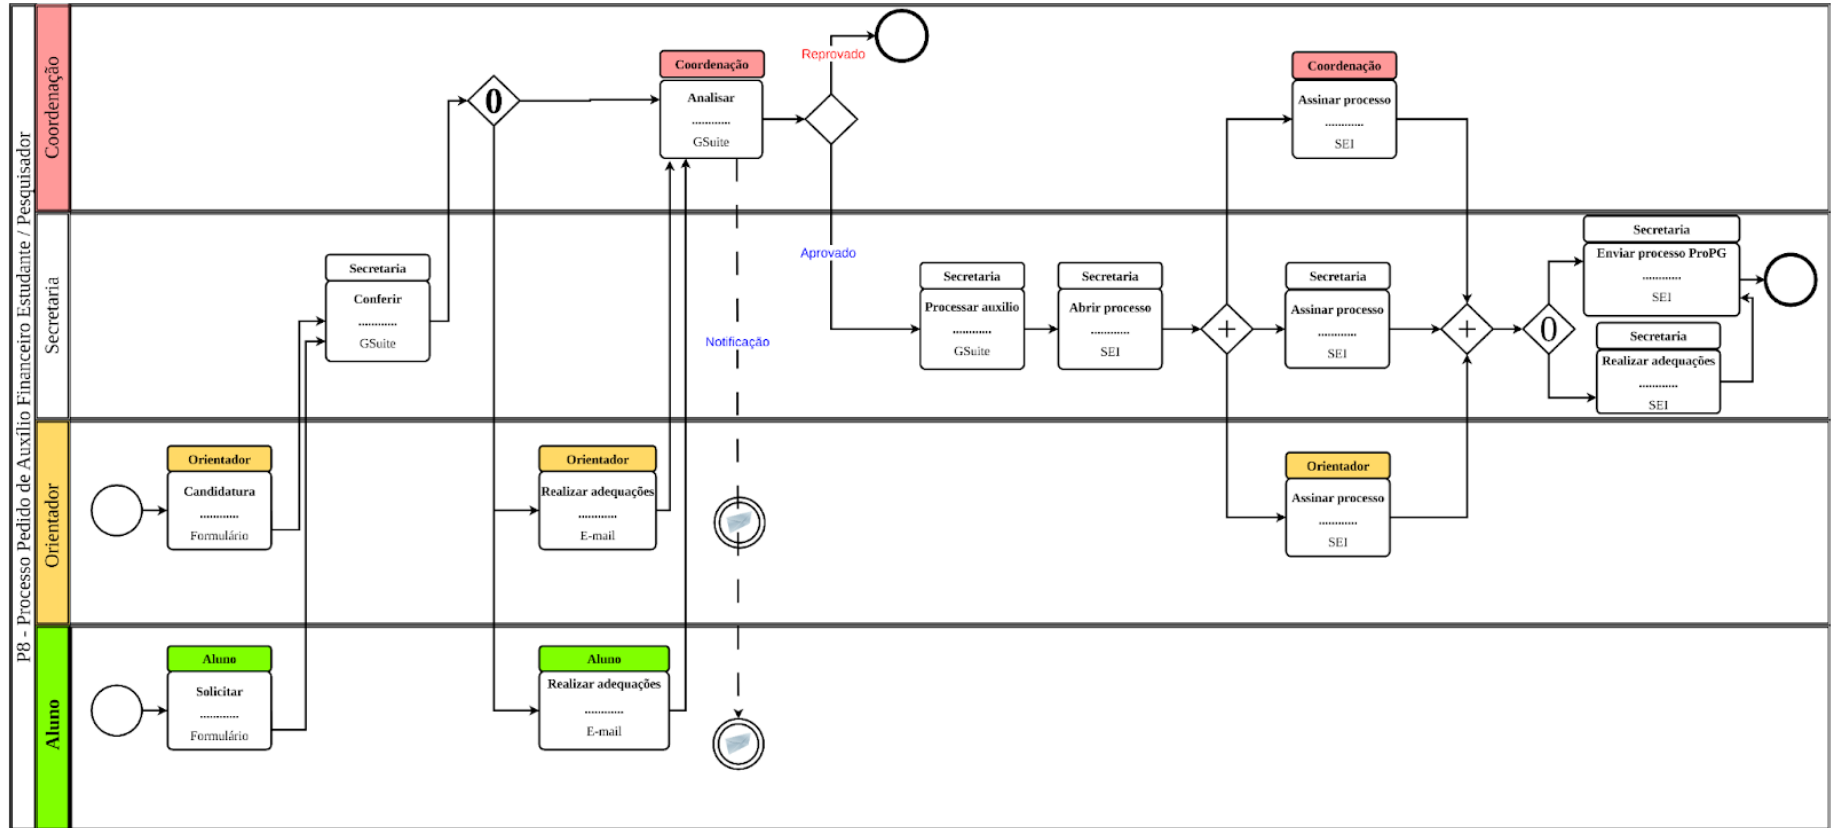 P8 - Processo Pedido de Auxílio Financeiro Estudante / Pesquisador
Coordenação
Coordenação
Analisar
............
GSuite
Reprovado
Coordenação
Assinar processo
............
SEI
0
Secretaria
Secretaria
Conferir
............
GSuite
Notificação
Aprovado
Secretaria
Processar auxílio
............
GSuite
Secretaria
Abrir processo
............
SEI
+
Secretaria
Assinar processo
............
SEI
+
0
Secretaria
Enviar processo ProPG
............
SEI
Secretaria
Realizar adequações
............
SEI
Orientador
Orientador
Candidatura
............
Formulário
Orientador
Realizar adequações
............
E-mail
Orientador
Assinar processo
............
SEI
Aluno
Aluno
Solicitar
............
Formulário
Aluno
Realizar adequações
............
E-mail